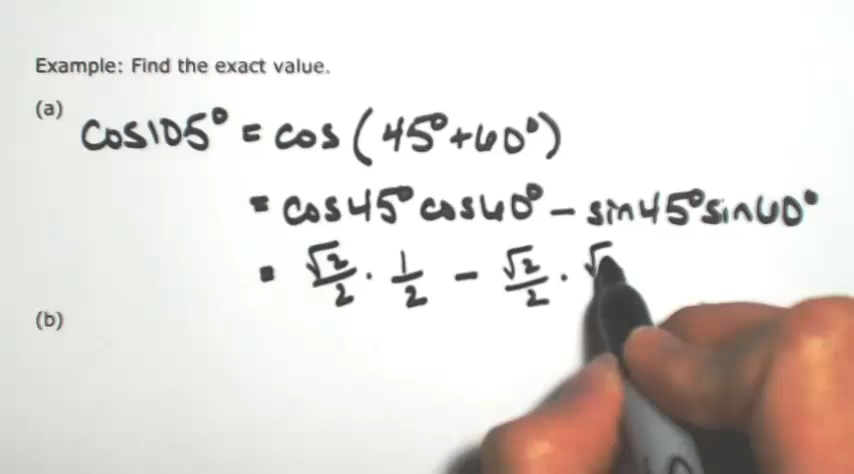 Example: Find the exact value.
(a) cos105° = cos (45°+60°)
= cos45°cos60° - sin45°sin60°
= √2/2 · 1/2 - √2/2 · √
(b)